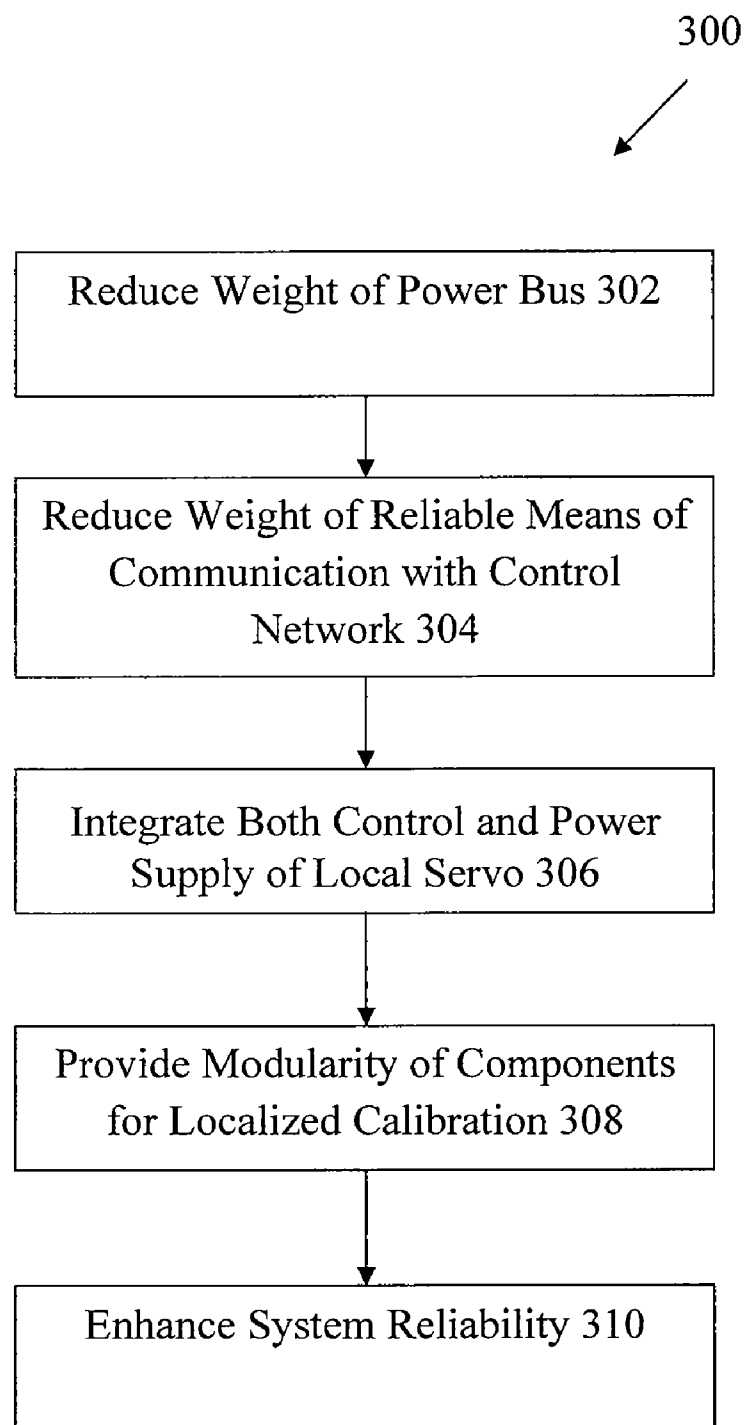 300
Reduce Weight of Power Bus 302
Reduce Weight of Reliable Means of
Communication with Control
Network 304
Integrate Both Control and Power
Supply of Local Servo 306
Provide Modularity of Components
for Localized Calibration 308
Enhance System Reliability 310